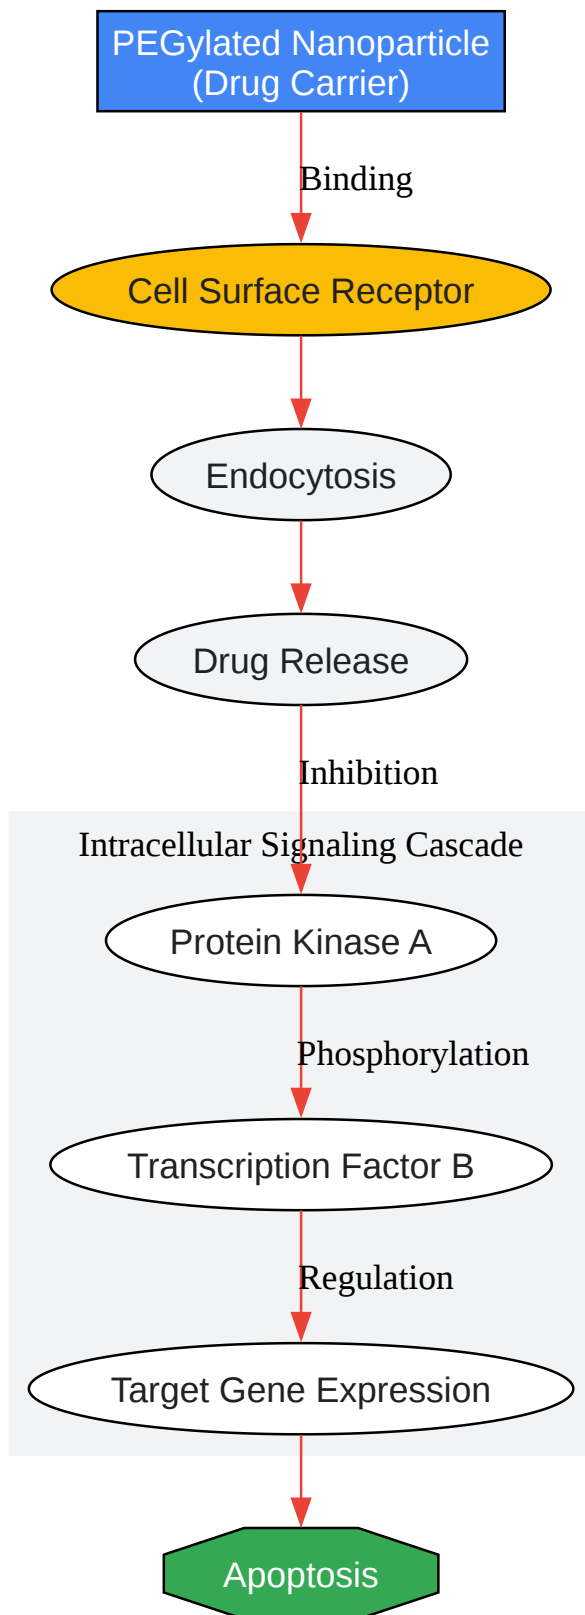 PEGylated Nanoparticle
(Drug Carrier)
Binding
Cell Surface Receptor
Endocytosis
Drug Release
Inhibition
Intracellular Signaling Cascade
Protein Kinase A
Phosphorylation
Transcription Factor B
Regulation
Target Gene Expression
Apoptosis